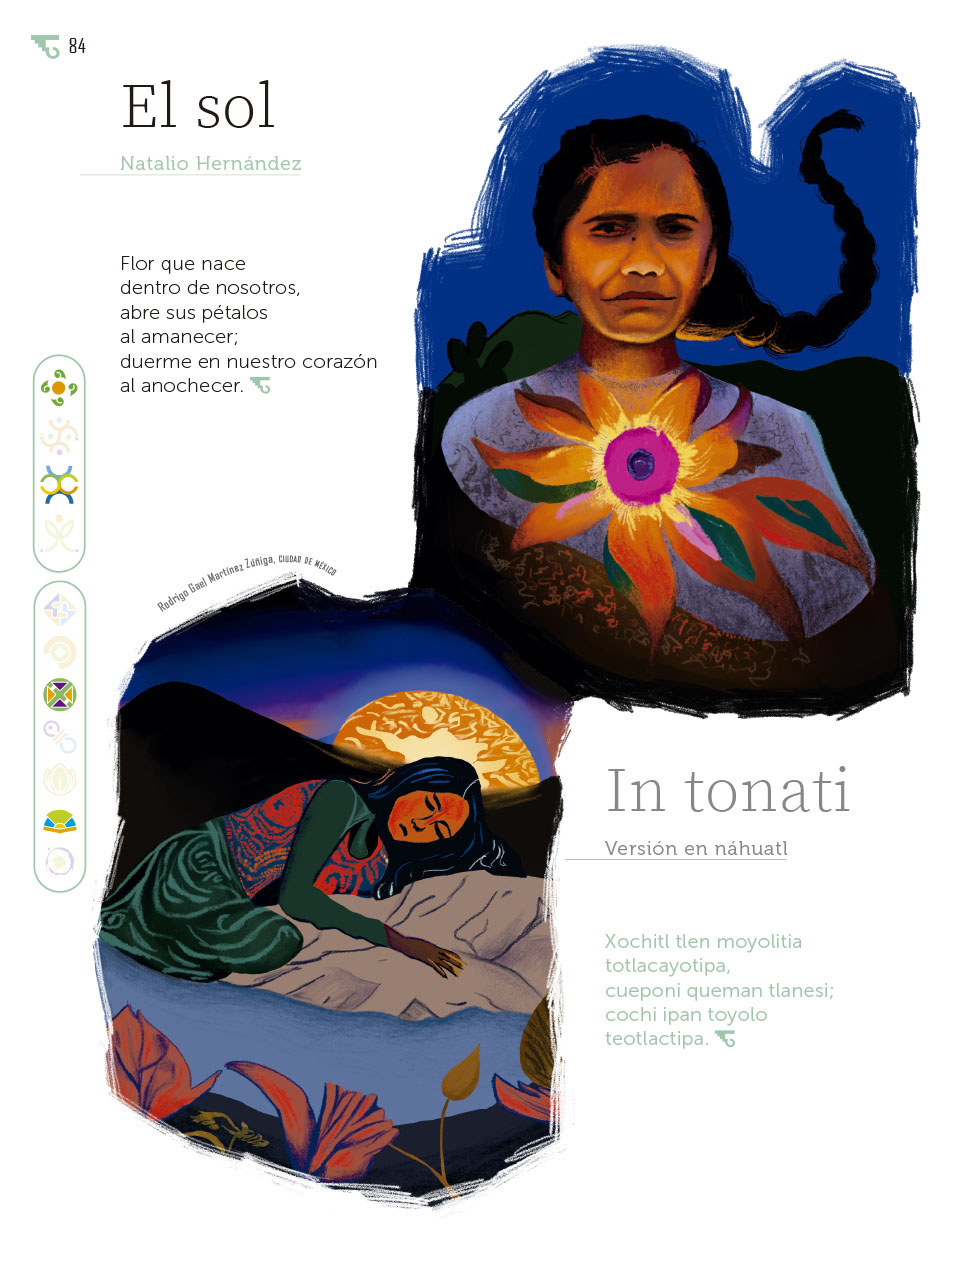 84
El sol
Natalio Hernández
Flor que nace
dentro de nosotros,
abre sus pétalos
al amanecer;
duerme en nuestro corazón
al anochecer.
Rodrigo Gael Martínez Zúñiga, CIUDAD DE MÉXICO
In tonati
Versión en náhuatl
Xochitl tlen moyolitia
totlacayotipa,
cueponi queman tlanesi;
cochi ipan toyolo
teotlactipa.